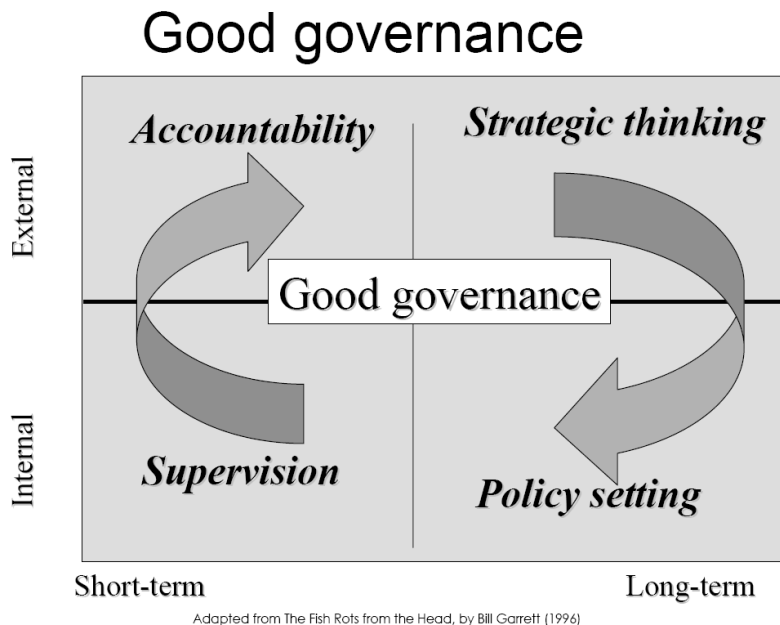 Good governance
Accountability
Strategic thinking
External
Good governance
Internal
Supervision
Policy setting
Short-term
Long-term
Adapted from The Fish Rots from the Head, by Bill Garrett (1996)